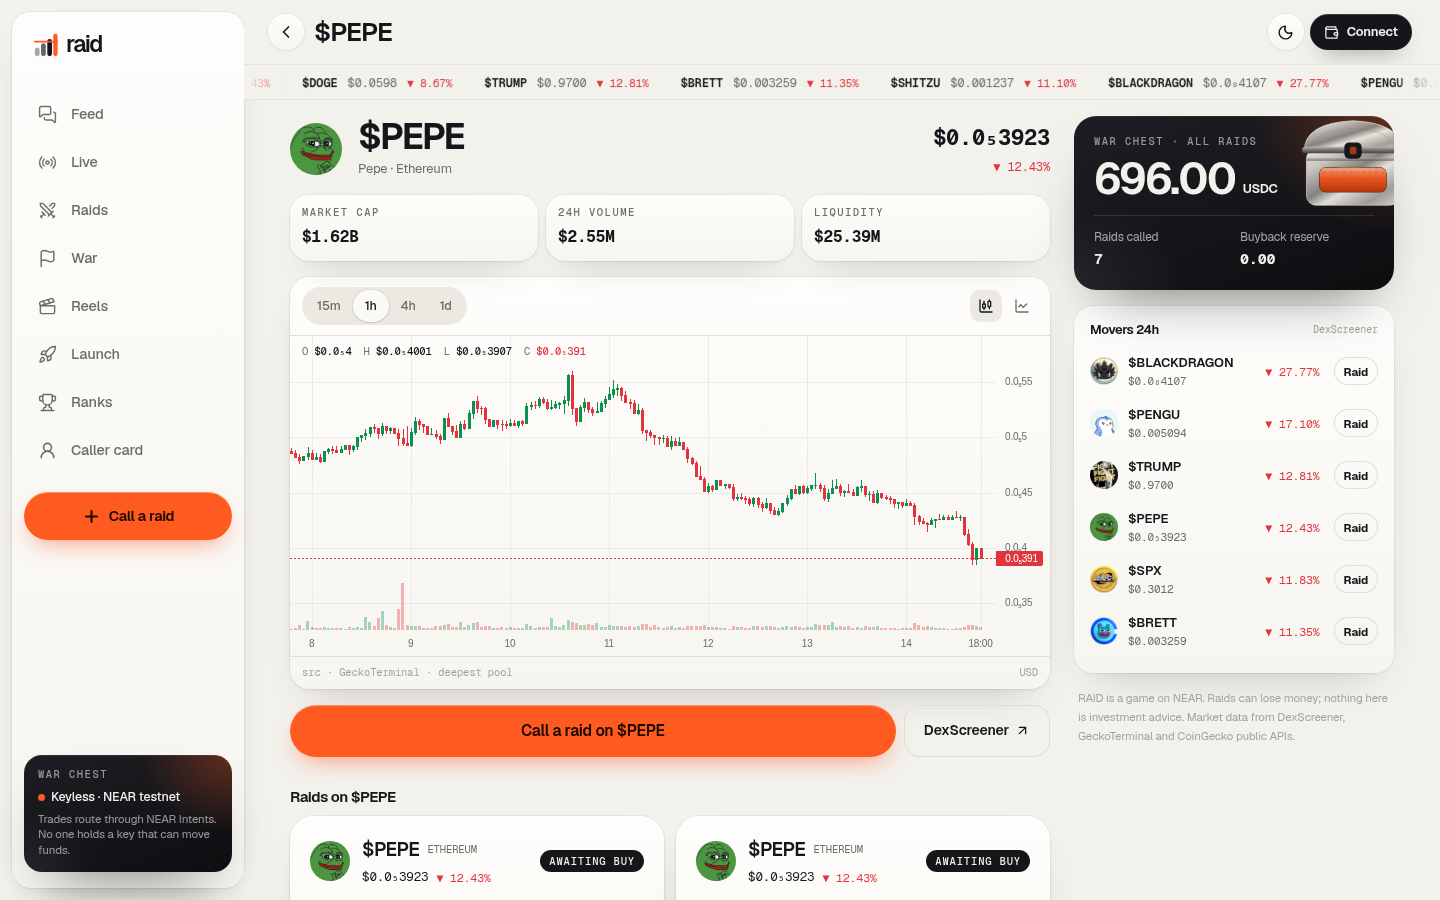 raid
Feed
Live
Raids
War
Reels
Launch
Ranks
Caller card
Call a raid
WAR CHEST
Keyless · NEAR testnet
Trades route through NEAR Intents.
No one holds a key that can move
funds.
$PEPE
Connect
43% $DOGE $0.0598 ▼ 8.67% $TRUMP $0.9700 ▼ 12.81% $BRETT $0.003259 ▼ 11.35% $SHITZU $0.001237 ▼ 11.10% $BLACKDRAGON $0.0₈4107 ▼ 27.77% $PENGU
$PEPE
Pepe · Ethereum
$0.0₅3923
▼ 12.43%
MARKET CAP
$1.62B
24H VOLUME
$2.55M
LIQUIDITY
$25.39M
15m 1h 4h 1d
O $0.0₅4 H $0.0₅4001 L $0.0₅3907 C $0.0₅391
0.0₅55
0.0₅5
0.0₅45
0.0₅4
0.0₅391
0.0₅35
8 9 10 11 12 13 14 18:00
src · GeckoTerminal · deepest pool USD
Call a raid on $PEPE
DexScreener
Raids on $PEPE
$PEPE ETHEREUM
$0.0₅3923 ▼ 12.43%
AWAITING BUY
$PEPE ETHEREUM
$0.0₅3923 ▼ 12.43%
AWAITING BUY
WAR CHEST · ALL RAIDS
696.00 USDC
Raids called
7
Buyback reserve
0.00
Movers 24h DexScreener
$BLACKDRAGON
$0.0₈4107
▼ 27.77% Raid
$PENGU
$0.005094
▼ 17.10% Raid
$TRUMP
$0.9700
▼ 12.81% Raid
$PEPE
$0.0₅3923
▼ 12.43% Raid
$SPX
$0.3012
▼ 11.83% Raid
$BRETT
$0.003259
▼ 11.35% Raid
RAID is a game on NEAR. Raids can lose money; nothing here
is investment advice. Market data from DexScreener,
GeckoTerminal and CoinGecko public APIs.